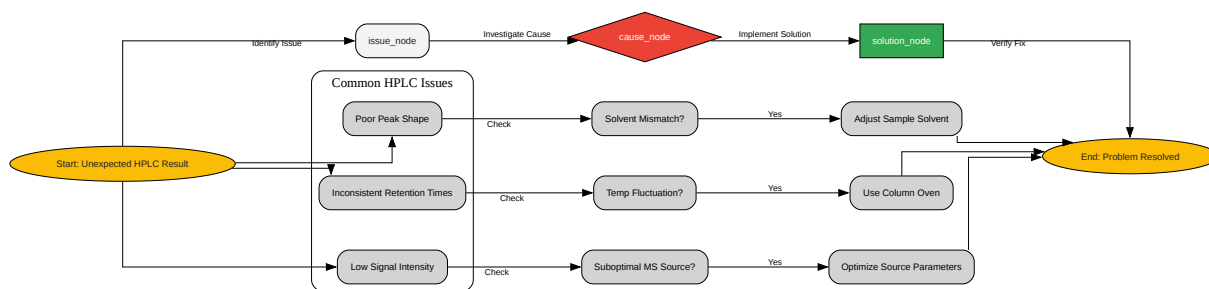 Identify Issue
issue_node
Investigate Cause
cause_node
Implement Solution
solution_node
Verify Fix
Common HPLC Issues
Poor Peak Shape
Check
Solvent Mismatch?
Yes
Adjust Sample Solvent
Start: Unexpected HPLC Result
End: Problem Resolved
Inconsistent Retention Times
Check
Temp Fluctuation?
Yes
Use Column Oven
Low Signal Intensity
Check
Suboptimal MS Source?
Yes
Optimize Source Parameters